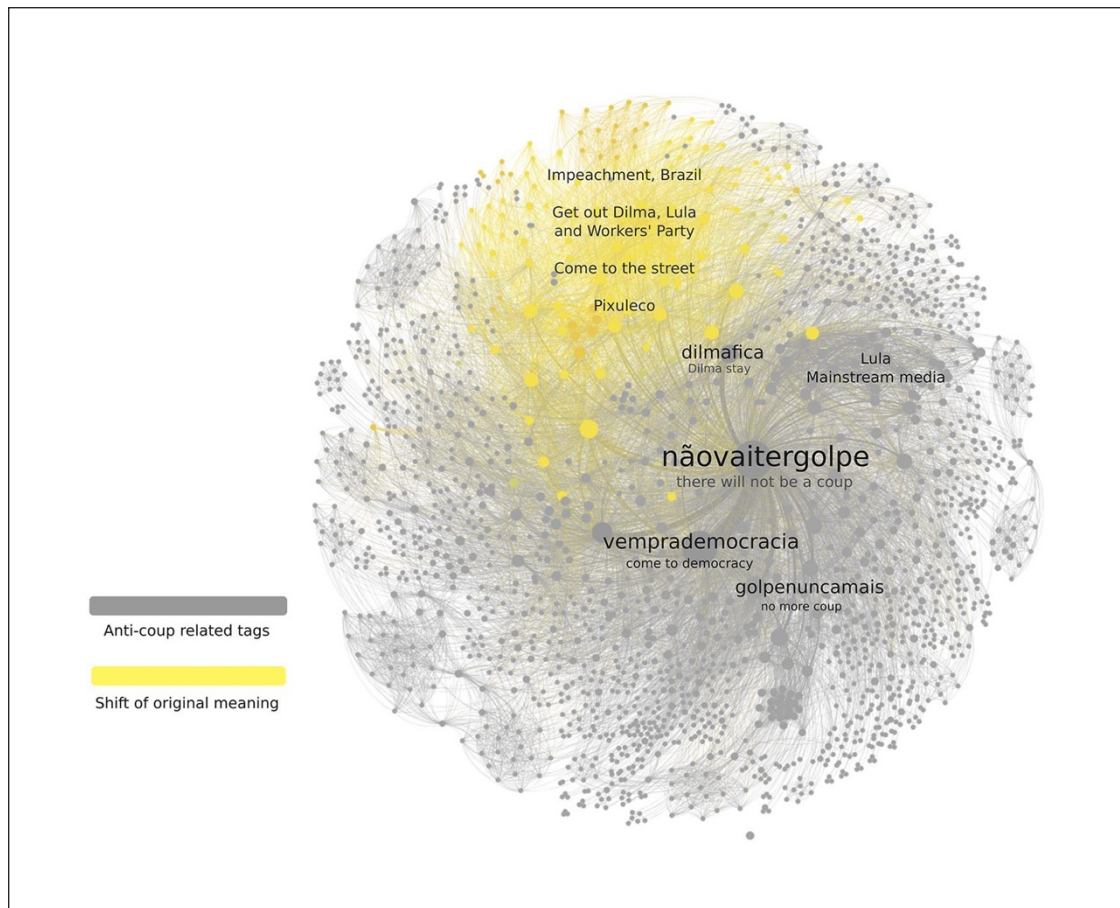 Impeachment, Brazil
Get out Dilma, Lula
and Workers' Party
Come to the street
Pixuleco
dilmafica
Dilma stay
Lula
Mainstream media
nãovaitergolpe
there will not be a coup
vemprademocracia
come to democracy
golpenuncamais
no more coup
Anti-coup related tags
Shift of original meaning